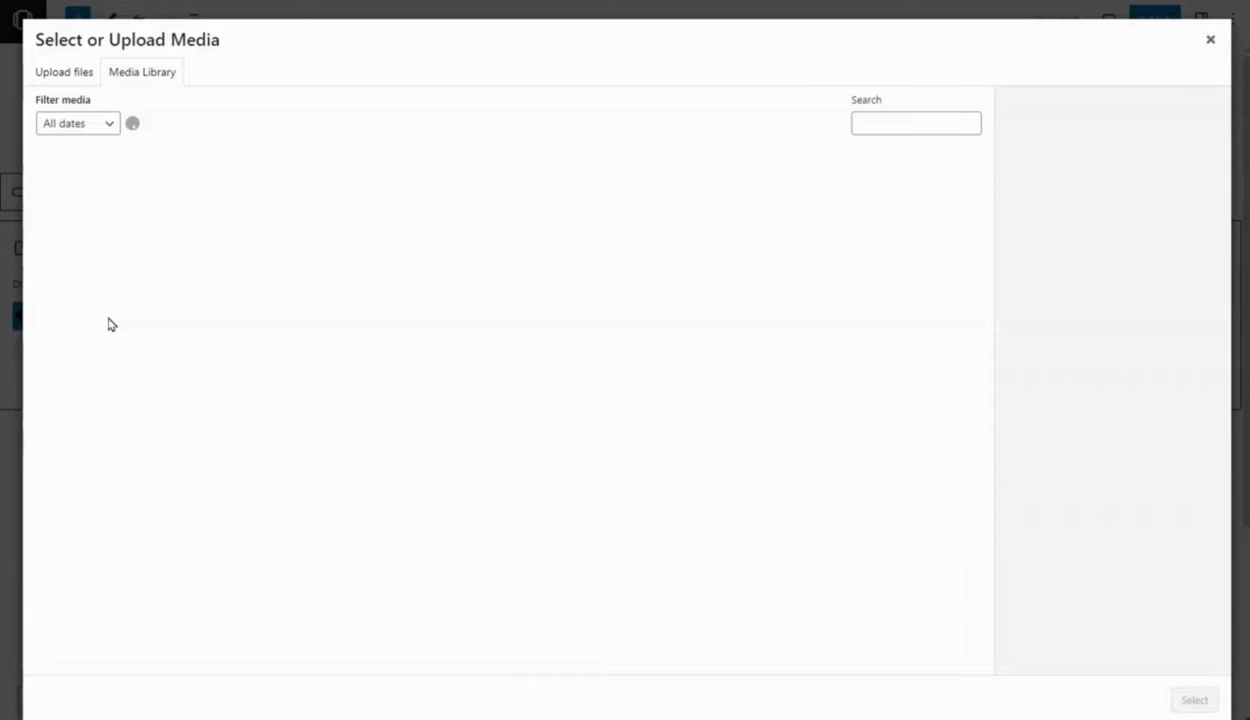 Select or Upload Media
Upload files
Media Library
Filter media
Search
All dates
Select